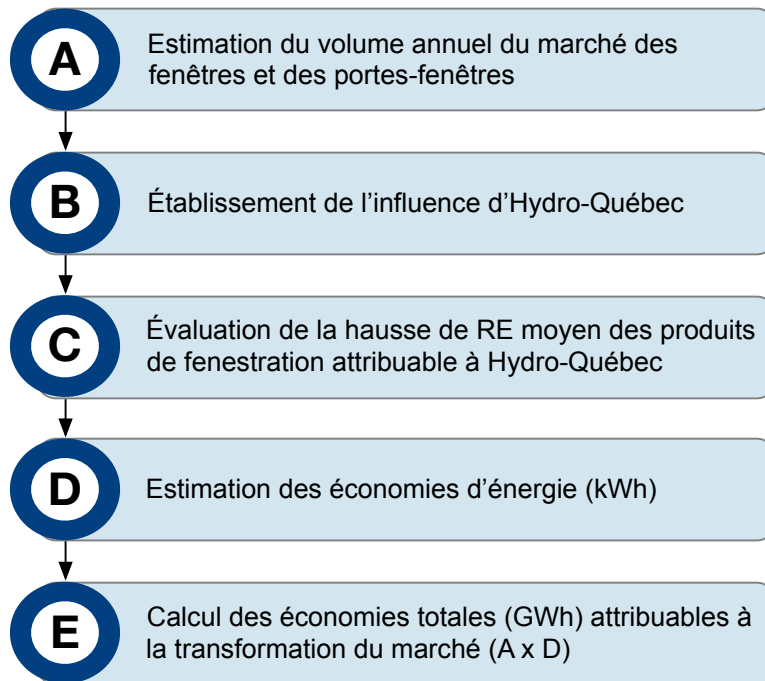 A
Estimation du volume annuel du marché des
fenêtres et des portes-fenêtres
B
Établissement de l’influence d’Hydro-Québec
C
Évaluation de la hausse de RE moyen des produits
de fenestration attribuable à Hydro-Québec
D
Estimation des économies d’énergie (kWh)
E
Calcul des économies totales (GWh) attribuables à
la transformation du marché (A x D)